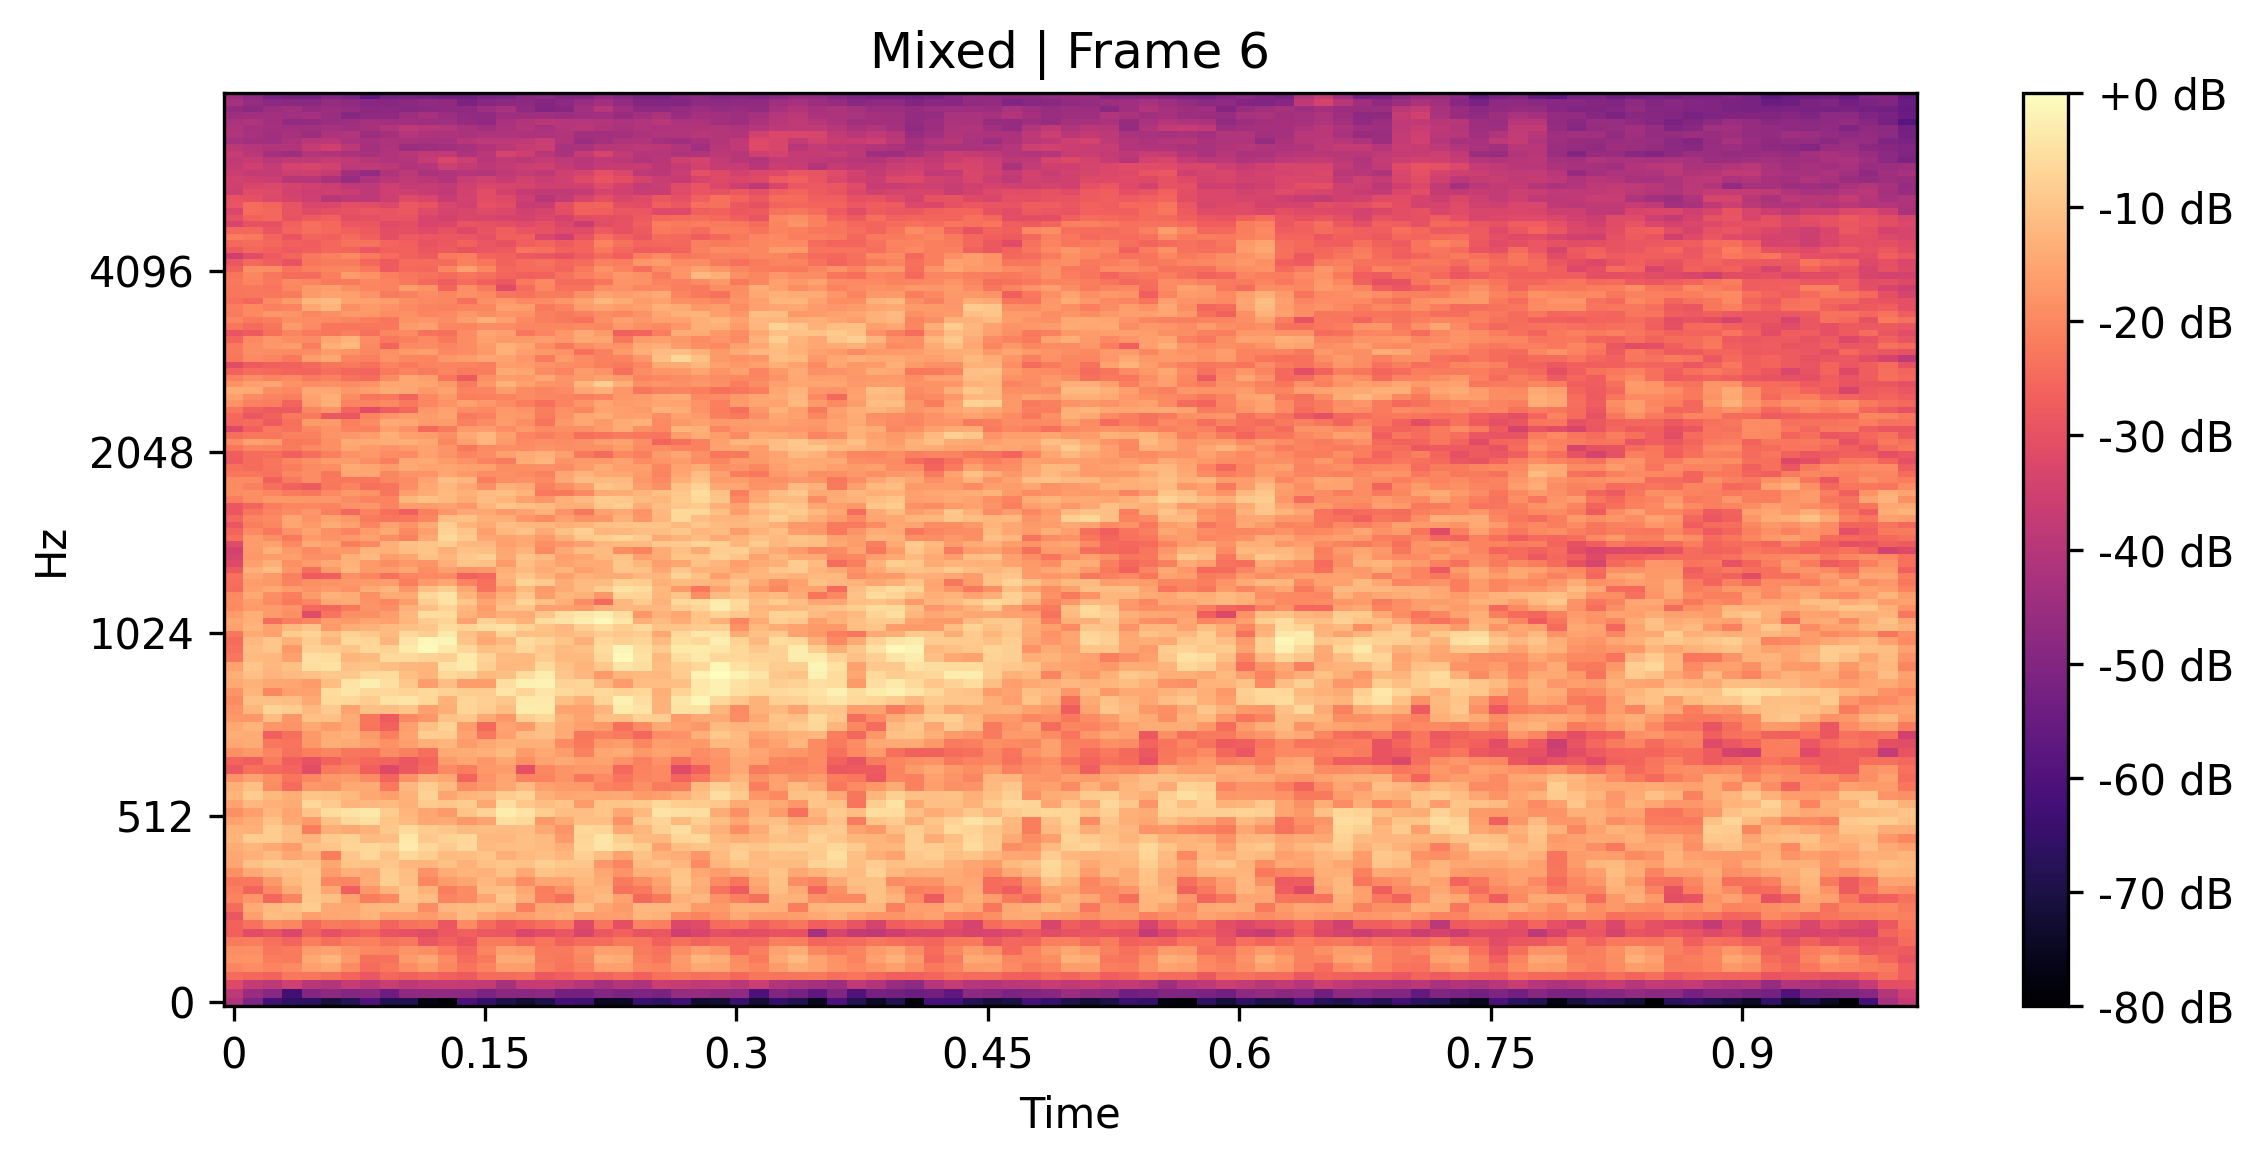 Mixed | Frame 6
+0 dB
-10 dB
-20 dB
-30 dB
-40 dB
-50 dB
-60 dB
-70 dB
-80 dB
4096
2048
1024
512
0
Hz
0 0.15 0.3 0.45 0.6 0.75 0.9
Time